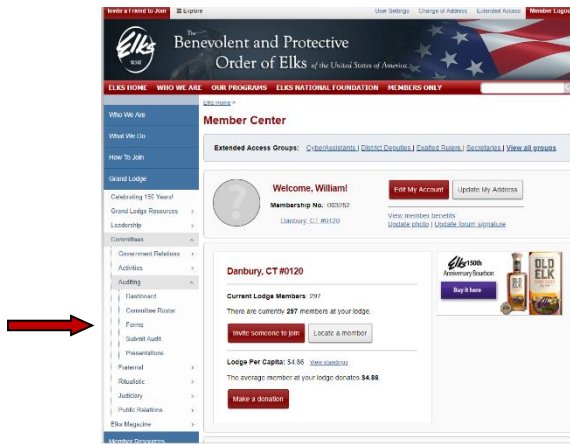 Invite a Friend to Join Explore User Settings Change of Address Extended Access Member Logout
The
Elks Benevolent and Protective
Order of Elks of the United States of America
ELKS HOME WHO WE ARE OUR PROGRAMS ELKS NATIONAL FOUNDATION MEMBERS ONLY
Elks Home >
Who We Are
What We Do
How To Join
Grand Lodge
Celebrating 150 Years!
Grand Lodge Resources >
Leadership >
Committees
Government Relations >
Activities >
Auditing
Dashboard
Committee Roster
Forms
Submit Audit
Presentations
Fraternal >
Ritualistic >
Judiciary >
Public Relations >
Elks Magazine >
Member Resources
Member Center
Extended Access Groups: CyberAssistants | District Deputies | Exalted Rulers | Secretaries | View all groups
?
Welcome, William!
Membership No.: 003252
Danbury, CT #0120
Edit My Account Update My Address
View member benefits
Update photo | Update forum signature
Danbury, CT #0120
Current Lodge Members: 297
There are currently 297 members at your lodge.
Invite someone to join Locate a member
Lodge Per Capita: $4.86 View standings
The average member at your lodge donates $4.86.
Make a donation
Elks 150th
Anniversary Bourbon
Buy it here
OLD
ELK
OLD
ELK